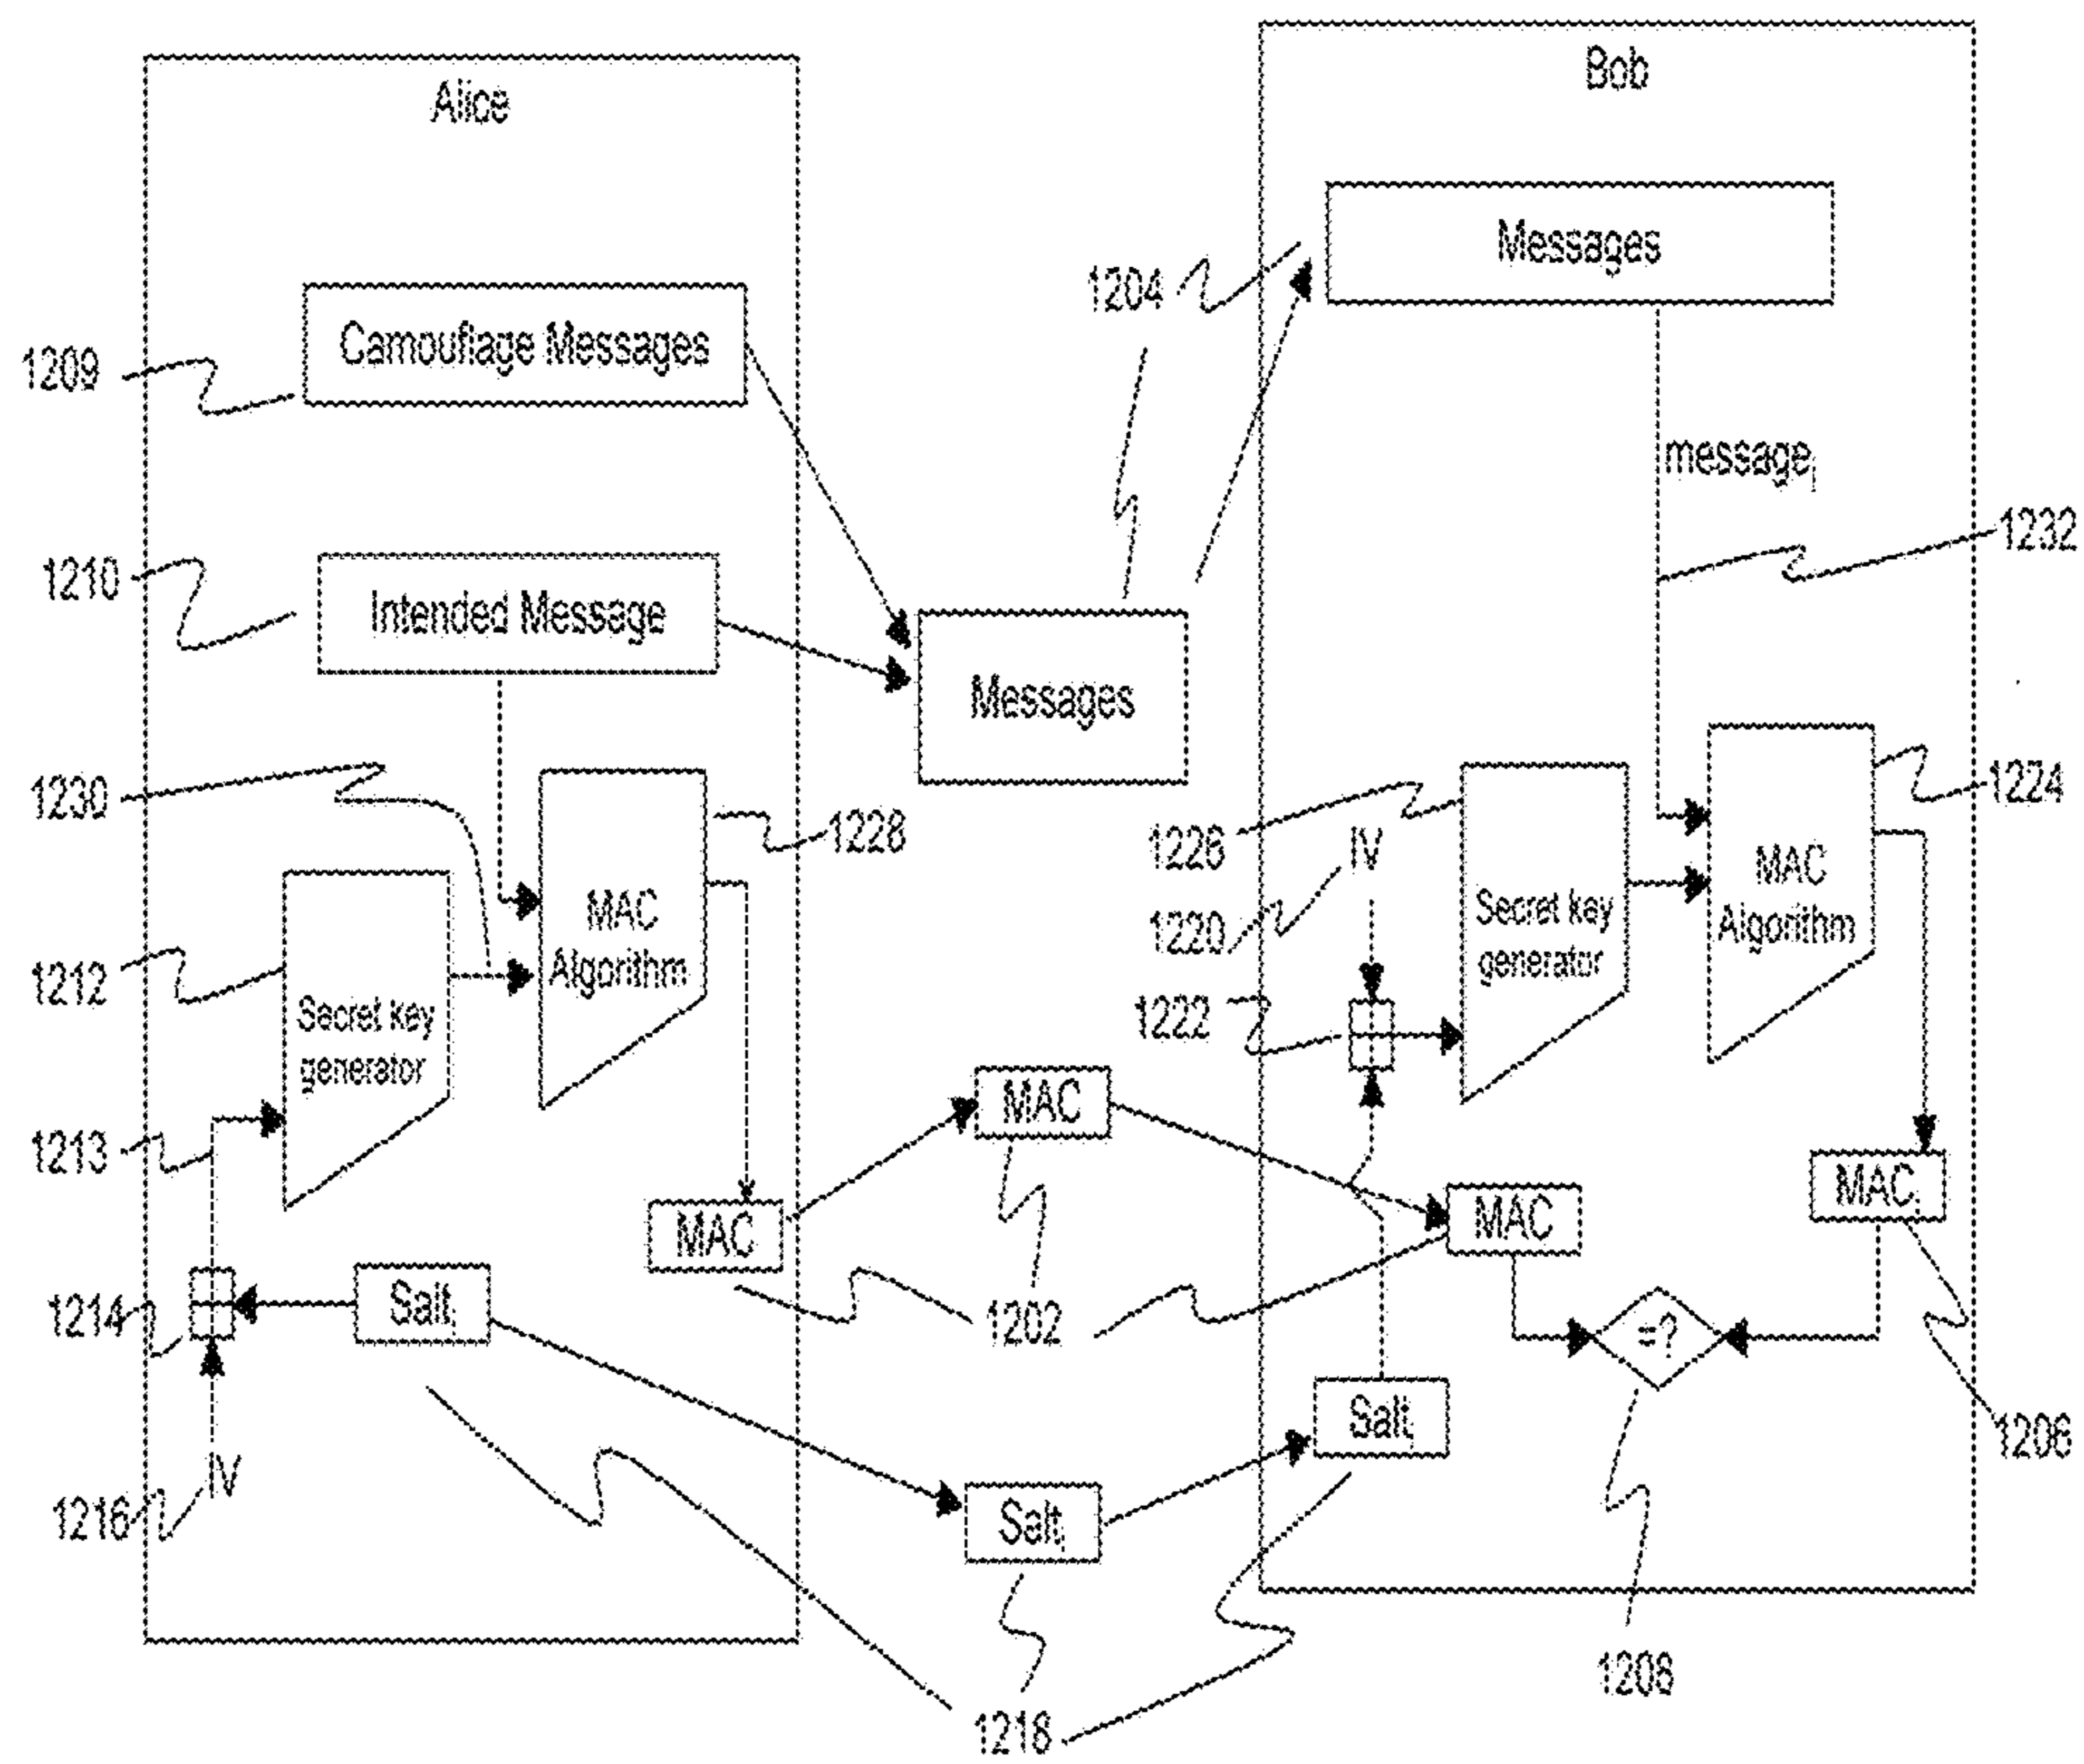 Alice
Bob
Messages
1204
Camouflage Messages
1209
message
1232
1210
Intended Message
Messages
1230
1228
1224
1226
IV
MAC
Algorithm
MAC
Algorithm
Secret key
generator
1220
1212
Secret key
generator
1222
MAC
1213
MAC
MAC
MAC
Salt
1214
1202
=?
Salt
1206
IV
1216
Salt
1208
1218